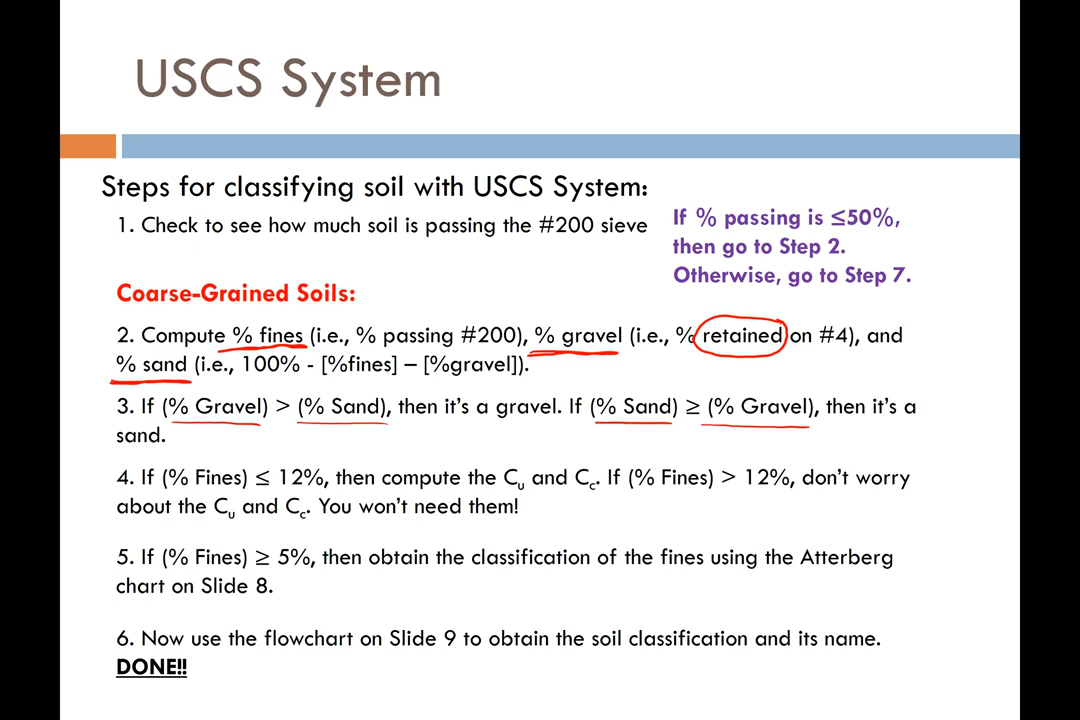 USCS System
Steps for classifying soil with USCS System:
1. Check to see how much soil is passing the #200 sieve
If % passing is ≤50%,
then go to Step 2.
Otherwise, go to Step 7.
Coarse-Grained Soils:
2. Compute % fines (i.e., % passing #200), % gravel (i.e., % retained on #4), and
% sand (i.e., 100% - [%fines] – [%gravel]).
3. If (% Gravel) > (% Sand), then it's a gravel. If (% Sand) ≥ (% Gravel), then it's a
sand.
4. If (% Fines) ≤ 12%, then compute the Cu and Cc. If (% Fines) > 12%, don't worry
about the Cu and Cc. You won't need them!
5. If (% Fines) ≥ 5%, then obtain the classification of the fines using the Atterberg
chart on Slide 8.
6. Now use the flowchart on Slide 9 to obtain the soil classification and its name.
DONE!!